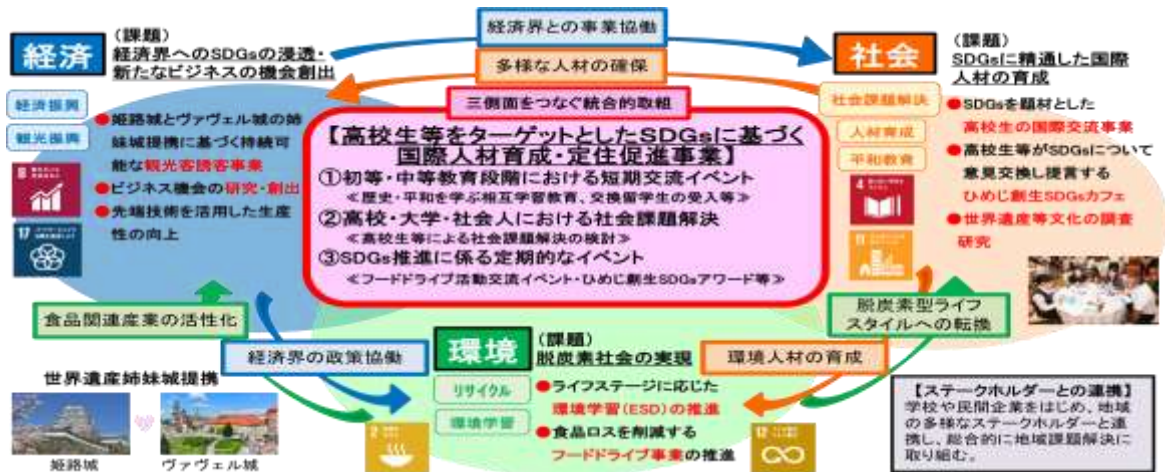 経済界との事業協働
経済
(課題)
経済界へのSDGsの浸透・
新たなビジネスの機会創出
多様な人材の確保
社会
(課題)
SDGsに精通した国際
人材の育成
経済振興
観光振興
●姫路城とヴァヴェル城の姉
妹城提携に基づく持続可
能な観光客誘客事業
●ビジネス機会の研究・創出
●先端技術を活用した生産
性の向上
8
17
三側面をつなぐ統合的取組
【高校生等をターゲットとしたSDGsに基づく
国際人材育成・定住促進事業】
①初等・中等教育段階における短期交流イベント
≪歴史・平和を学ぶ相互学習教育、交換留学生の受入等≫
②高校・大学・社会人における社会課題解決
≪高校生等による社会課題解決の検討≫
③SDGs推進に係る定期的なイベント
≪フードドライブ活動交流イベント・ひめじ創生SDGsアワード等≫
社会課題解決
人材育成
平和教育
4
11
●SDGsを題材とした
高校生の国際交流事業
●高校生等がSDGsについて
意見交換し提言する
ひめじ創生SDGsカフェ
●世界遺産等文化の調査
研究
食品関連産業の活性化
脱炭素型ライフ
スタイルへの転換
経済界の政策協働
環境
(課題)
脱炭素社会の実現
環境人材の育成
リサイクル
環境学習
●ライフステージに応じた
環境学習(ESD)の推進
●食品ロスを削減する
フードドライブ事業の推進
2
12
世界遺産姉妹城提携
姫路城
ヴァヴェル城
【ステークホルダーとの連携】
学校や民間企業をはじめ、地域
の多様なステークホルダーと連
携し、総合的に地域課題解決に
取り組む。